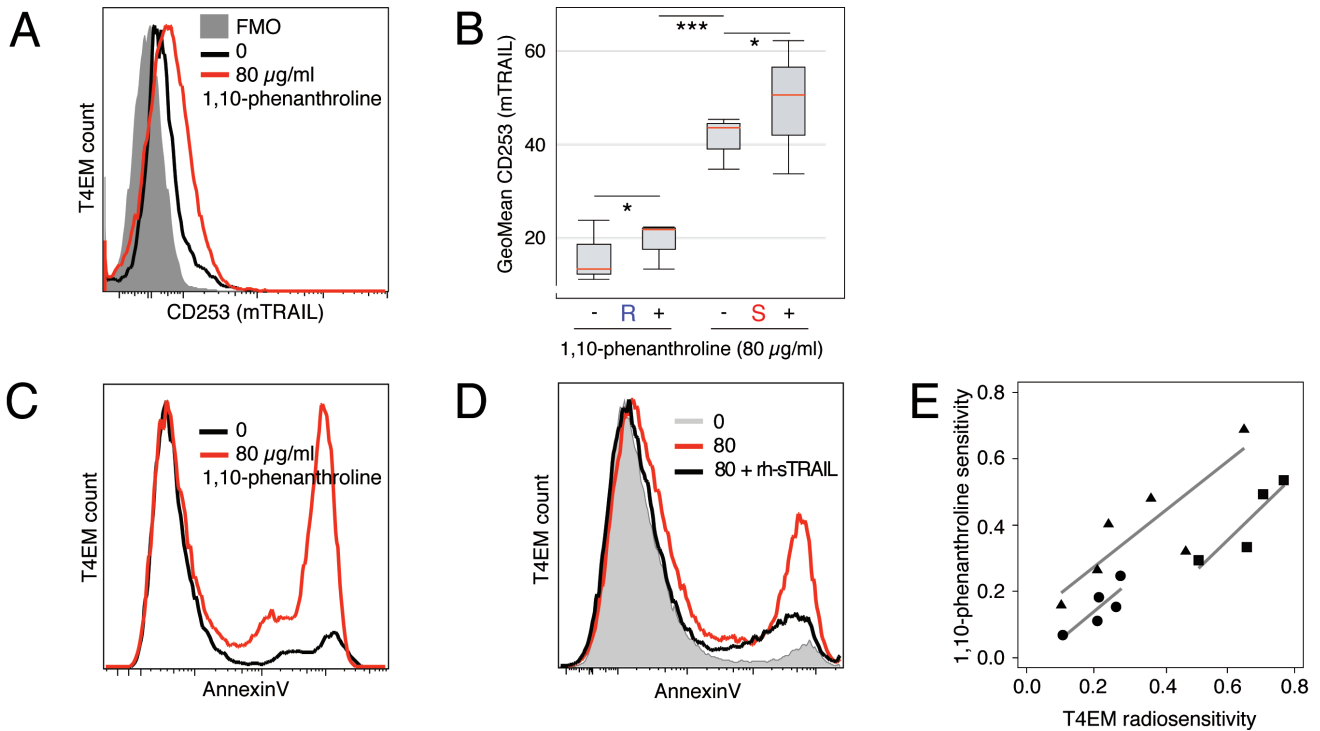 A
FMO
0
80 µg/ml
1,10-phenanthroline
T4EM count
CD253 (mTRAIL)
B
GeoMean CD253 (mTRAIL)
60
40
20
***
*
*
- R + - S +
1,10-phenanthroline (80 µg/ml)
C
0
80 µg/ml
1,10-phenanthroline
T4EM count
AnnexinV
D
0
80
80 + rh-sTRAIL
T4EM count
AnnexinV
E
1,10-phenanthroline sensitivity
0.8
0.6
0.4
0.2
0.0
0.0 0.2 0.4 0.6 0.8
T4EM radiosensitivity